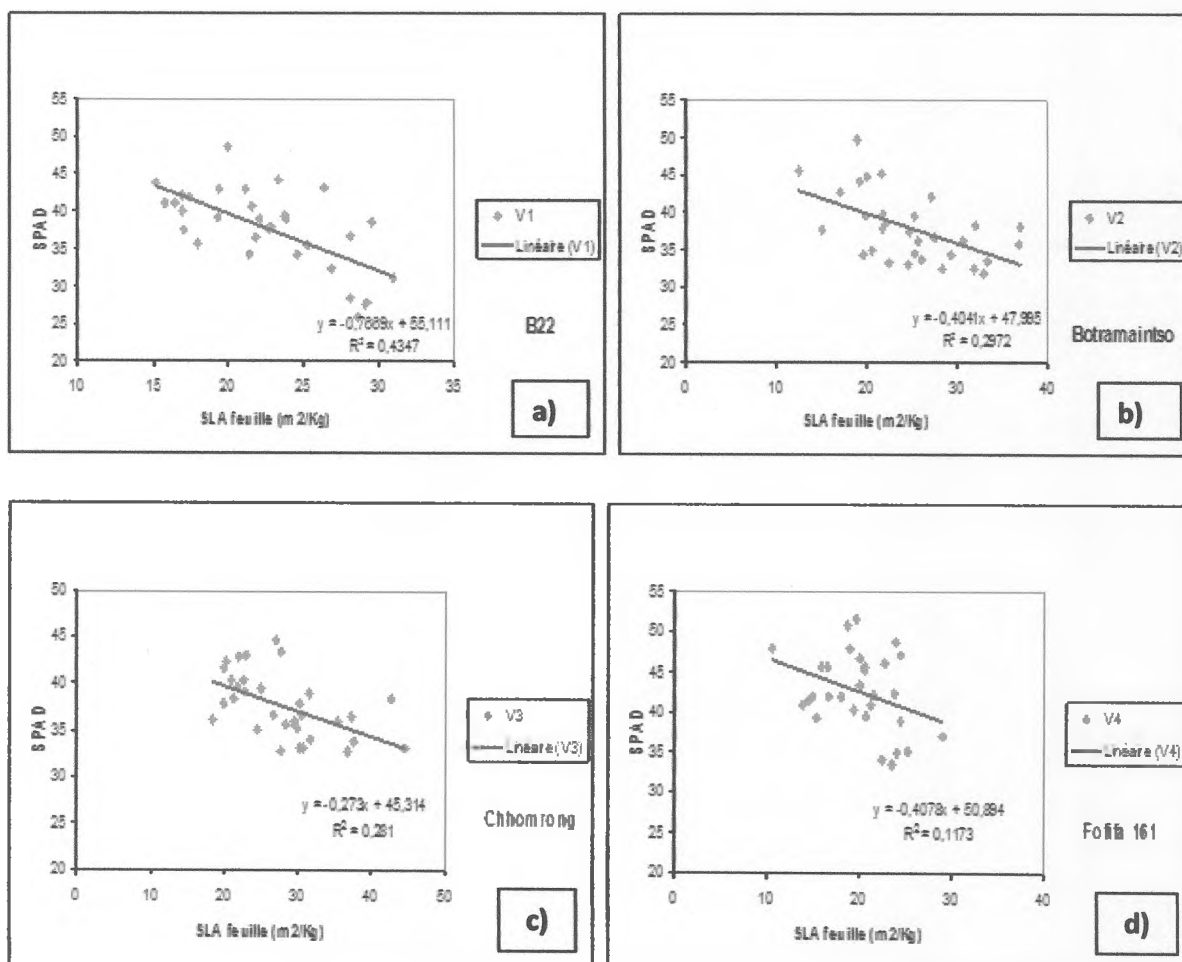 55
50
45
40
35
30
25
20
SPAD
10
15
20
25
30
35
SLA feuille (m2/Kg)
V1
Linéaire (V1)
y = -0,7669x + 55,111
R² = 0,4347
B22
a)
55
50
45
40
35
30
25
20
SPAD
0
10
20
30
40
SLA feuille (m2/Kg)
V2
Linéaire (V2)
y = -0,4041x + 47,995
R² = 0,2972
Botramaintso
b)
50
45
40
35
30
25
20
SPAD
0
10
20
30
40
50
SLA feuille (m2/Kg)
V3
Linéaire (V3)
y = -0,273x + 45,314
R² = 0,281
Chhomrong
c)
55
50
45
40
35
30
25
20
SPAD
0
10
20
30
40
SLA feuille (m2/Kg)
V4
Linéaire (V4)
y = -0,4078x + 50,894
R² = 0,1173
Fofifa 161
d)